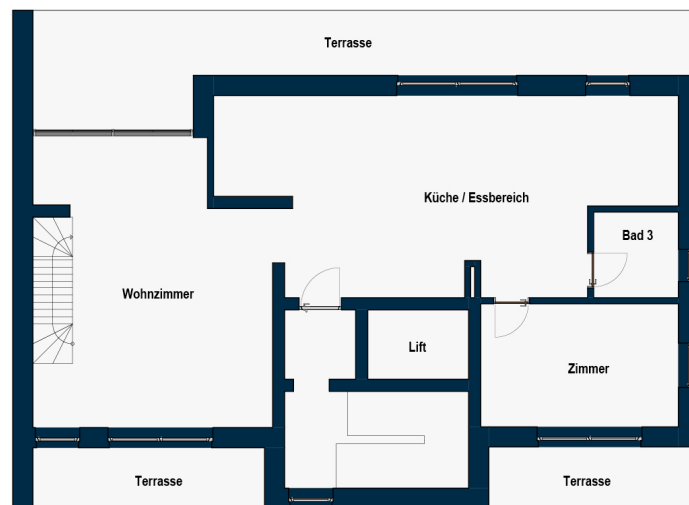 Terrasse
Küche / Essbereich
Bad 3
Wohnzimmer
Lift
Zimmer
Terrasse
Terrasse